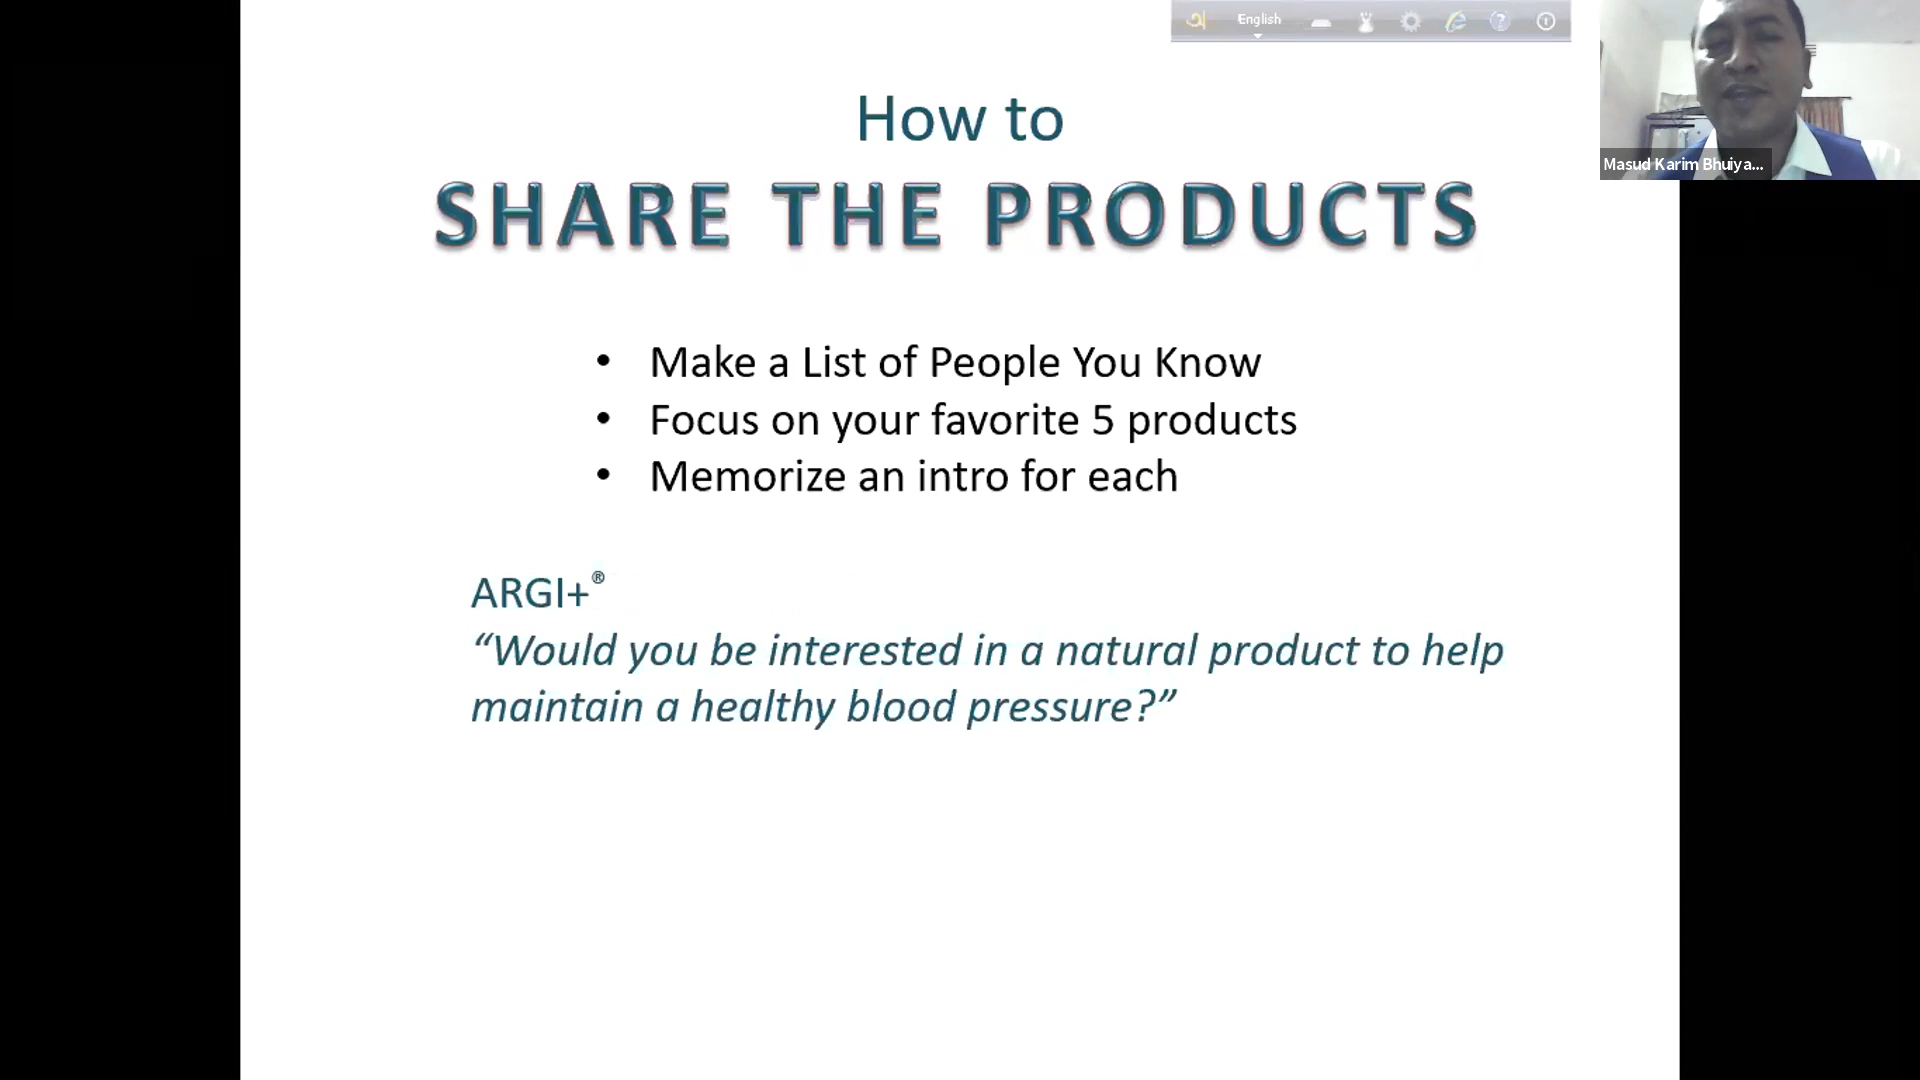 অ English
Masud Karim Bhuiya...
How to
SHARE THE PRODUCTS
• Make a List of People You Know
• Focus on your favorite 5 products
• Memorize an intro for each
ARGI+®
“Would you be interested in a natural product to help
maintain a healthy blood pressure?”